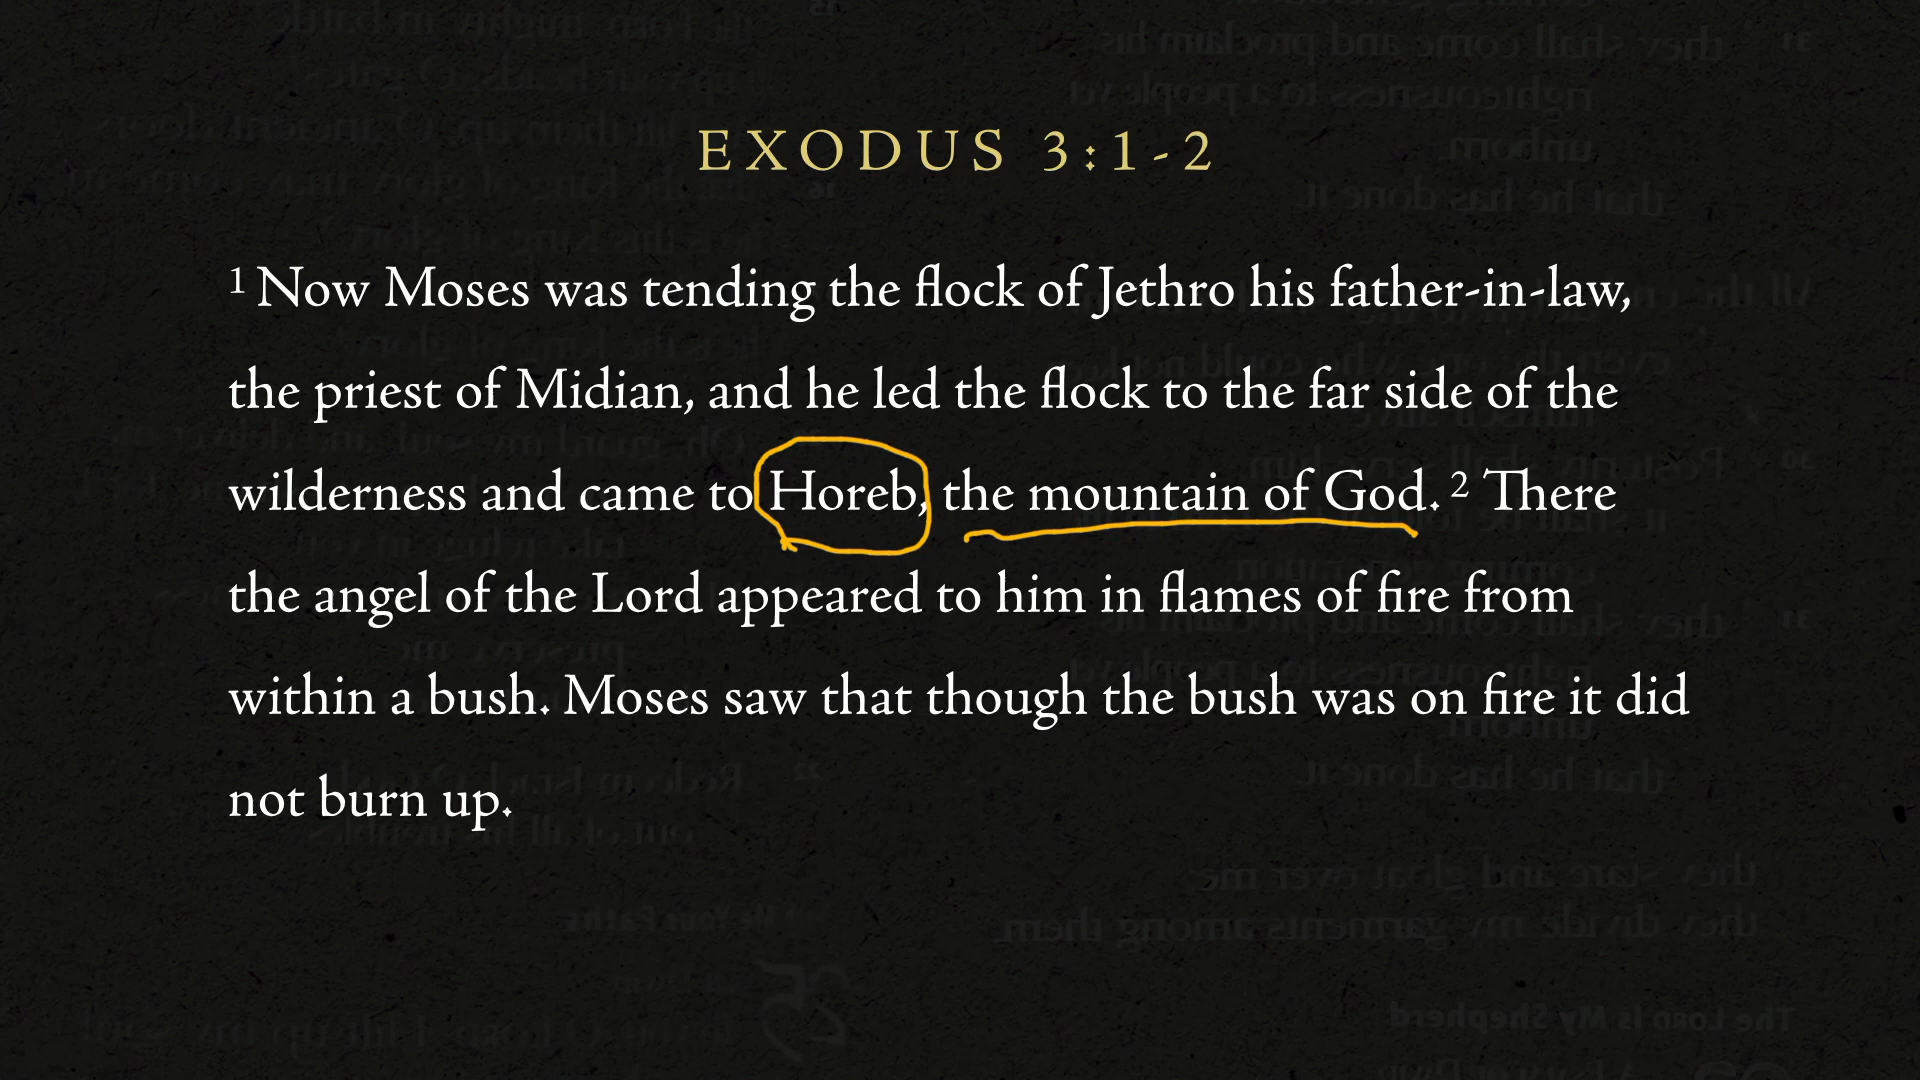 EXODUS 3:1-2
1 Now Moses was tending the flock of Jethro his father-in-law,
the priest of Midian, and he led the flock to the far side of the
wilderness and came to Horeb, the mountain of God. 2 There
the angel of the Lord appeared to him in flames of fire from
within a bush. Moses saw that though the bush was on fire it did
not burn up.